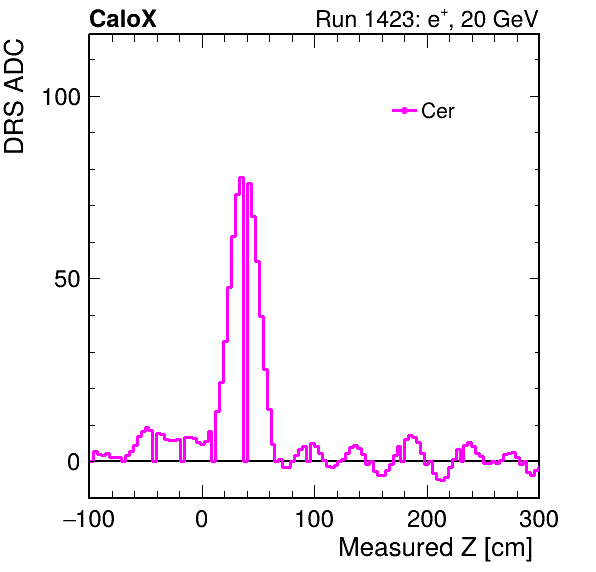 CaloX Run 1423: e⁺, 20 GeV
DRS ADC
100
Cer
50
0
−100 0 100 200 300
Measured Z [cm]